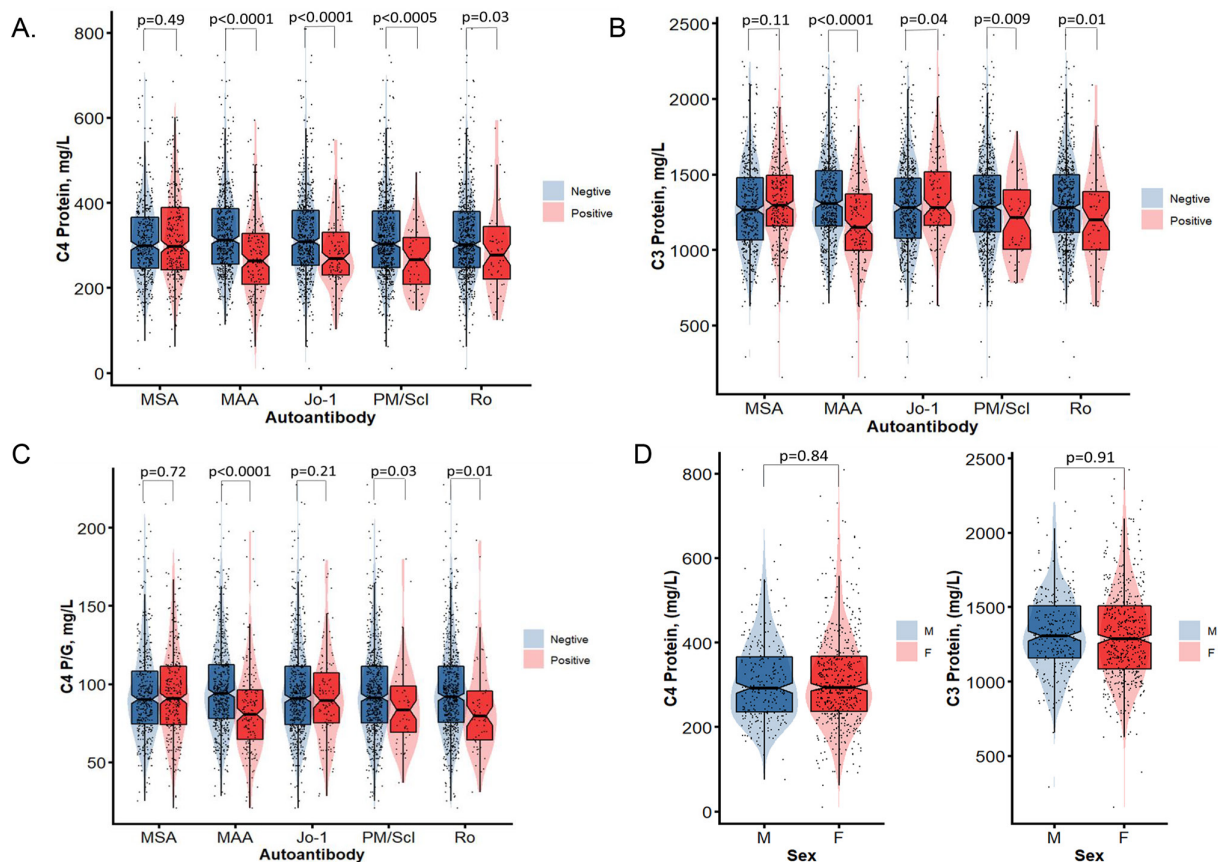 A.
p=0.49 p<0.0001 p<0.0001 p<0.0005 p=0.03
800
600
400
200
0
C4 Protein, mg/L
MSA MAA Jo-1 PM/Scl Ro
Autoantibody
Negtive
Positive
B
p=0.11 p<0.0001 p=0.04 p=0.009 p=0.01
2500
2000
1500
1000
500
C3 Protein, mg/L
MSA MAA Jo-1 PM/Scl Ro
Autoantibody
Negtive
Positive
C
p=0.72 p<0.0001 p=0.21 p=0.03 p=0.01
200
150
100
50
C4 P/G, mg/L
MSA MAA Jo-1 PM/Scl Ro
Autoantibody
Negtive
Positive
D
p=0.84
800
600
400
200
0
C4 Protein, (mg/L)
M F
Sex
M
F
p=0.91
2500
2000
1500
1000
500
C3 Protein, (mg/L)
M F
Sex
M
F